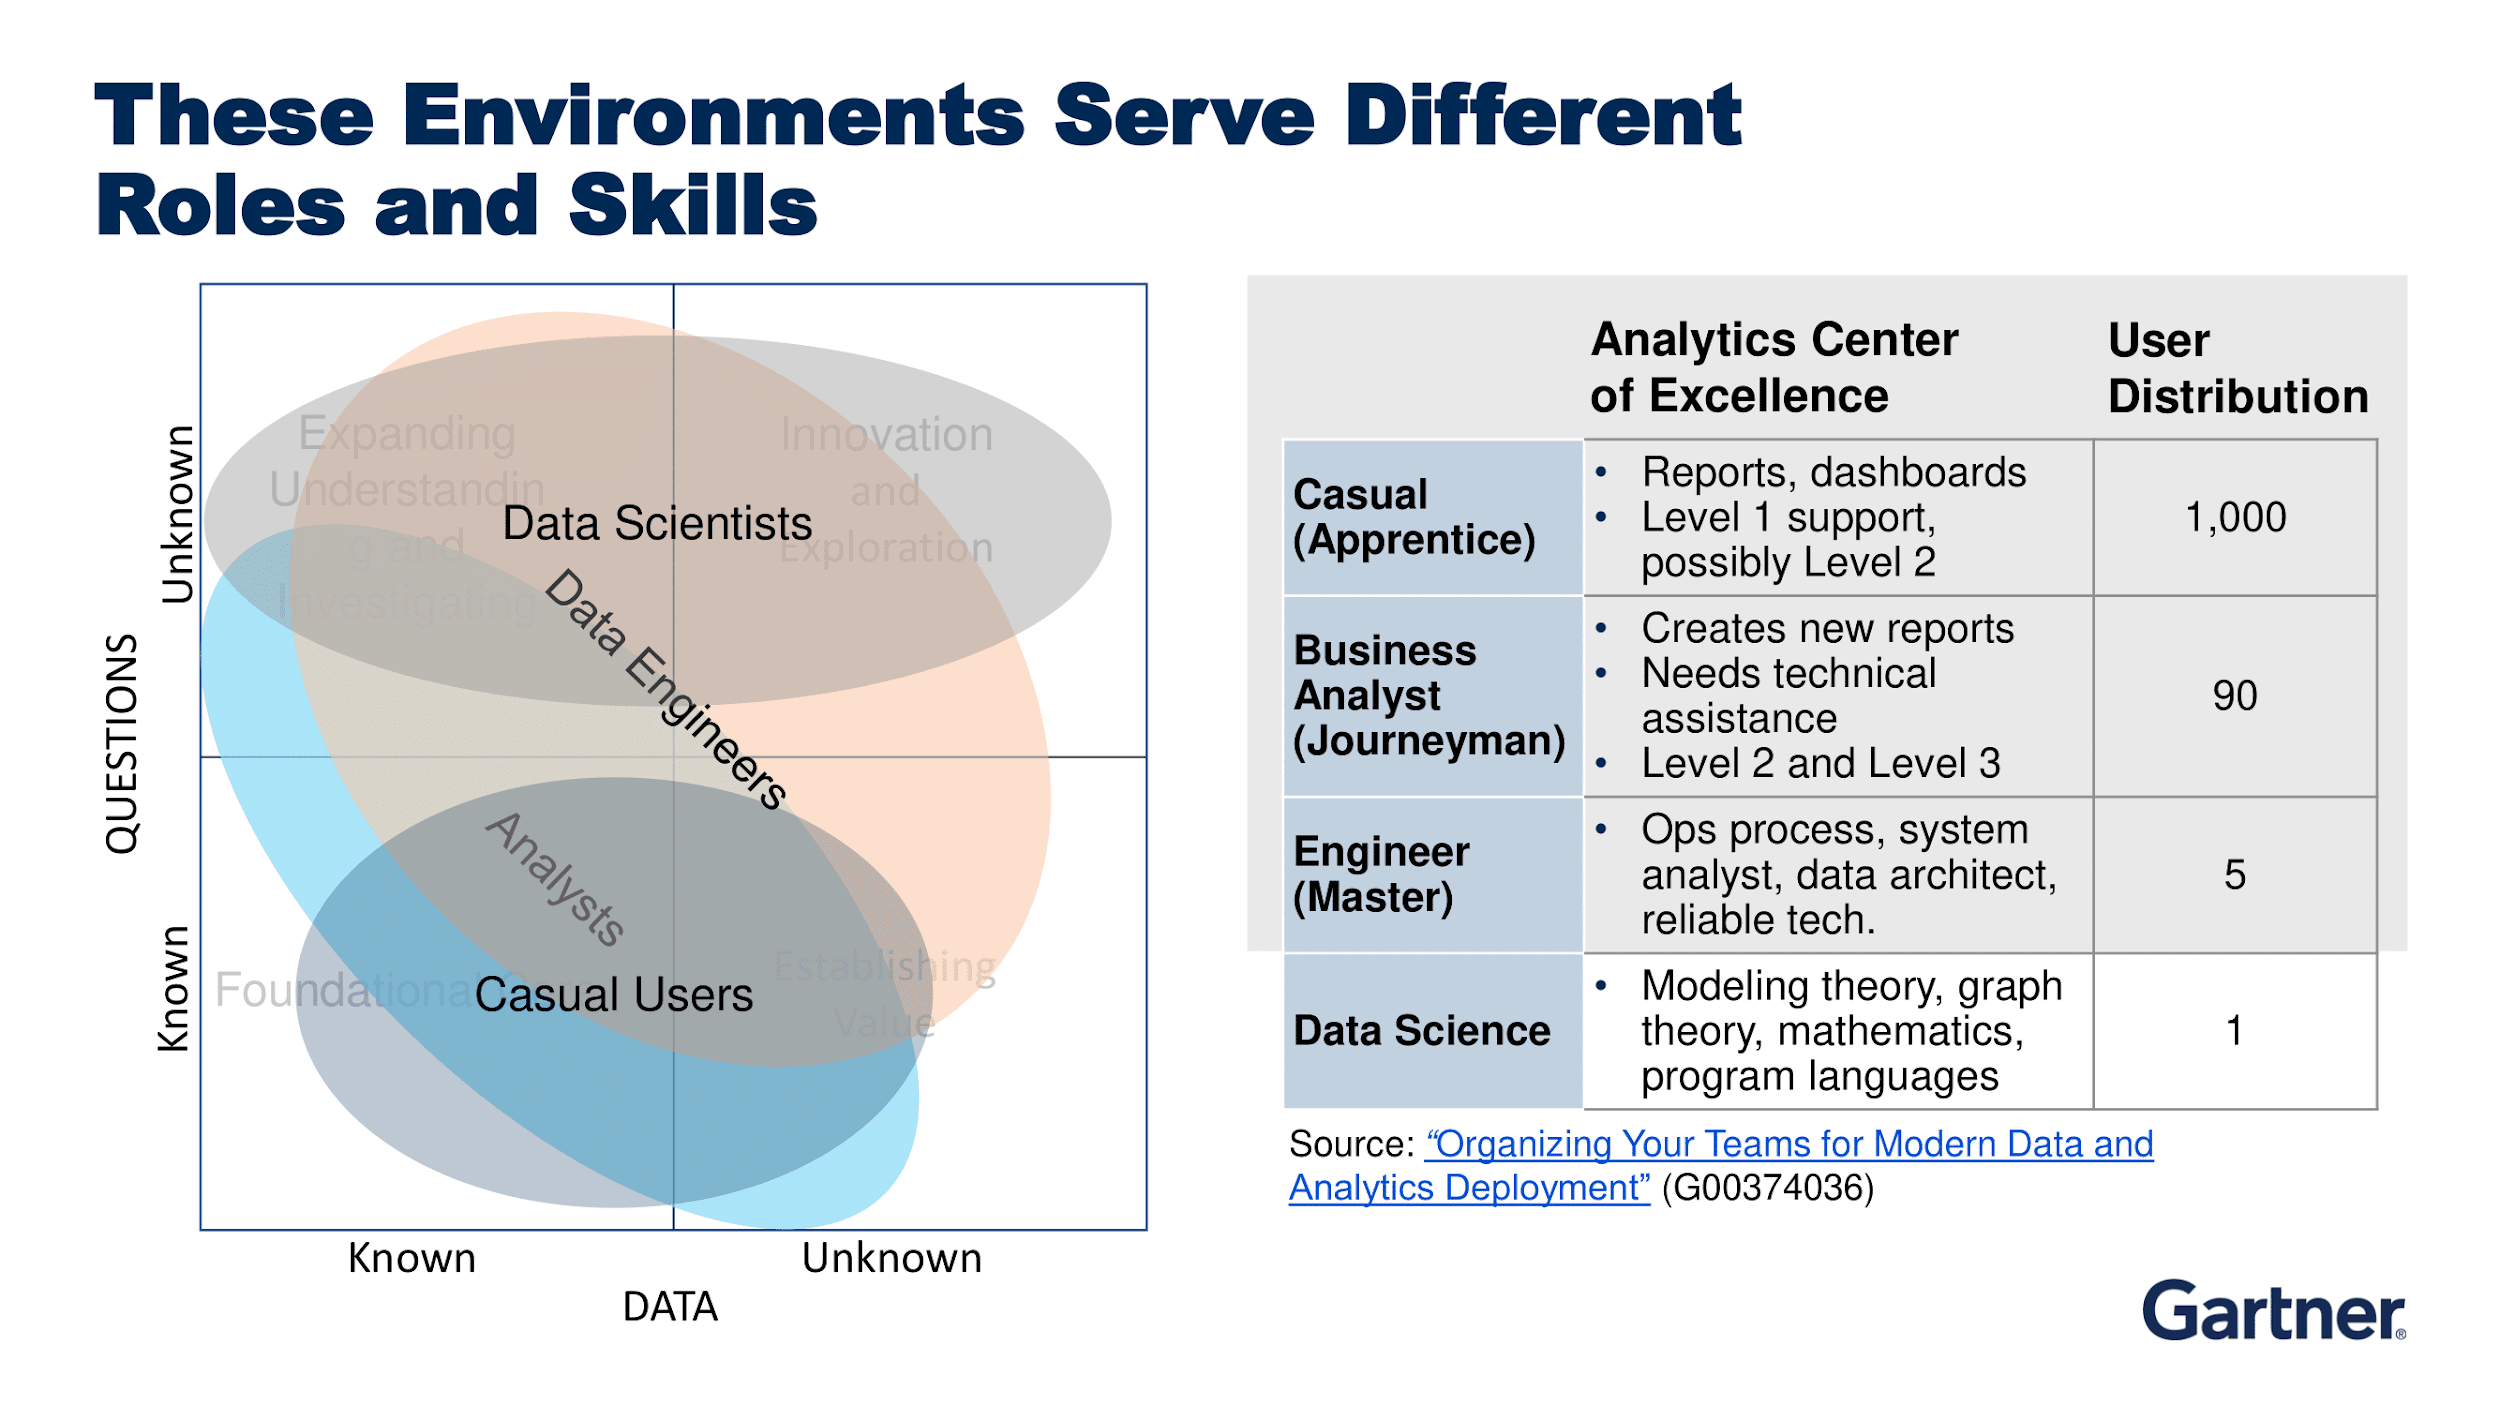 These Environments Serve Different
Roles and Skills
QUESTIONS
Unknown
Known
Expanding
Understandin
g and
Investigating
Innovation
and
Exploration
Data Scientists
Data Engineers
Analysts
Foundational
Casual Users
Establishing
Value
Known
Unknown
DATA
Analytics Center
of Excellence
User
Distribution
Casual
(Apprentice)
• Reports, dashboards
• Level 1 support,
possibly Level 2
1,000
Business
Analyst
(Journeyman)
• Creates new reports
• Needs technical
assistance
• Level 2 and Level 3
90
Engineer
(Master)
• Ops process, system
analyst, data architect,
reliable tech.
5
Data Science
• Modeling theory, graph
theory, mathematics,
program languages
1
Source: “Organizing Your Teams for Modern Data and
Analytics Deployment” (G00374036)
Gartner®